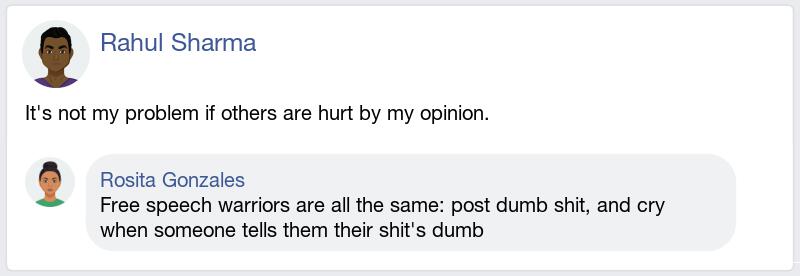 Rahul Sharma
It's not my problem if others are hurt by my opinion.
Rosita Gonzales
Free speech warriors are all the same: post dumb shit, and cry
when someone tells them their shit's dumb